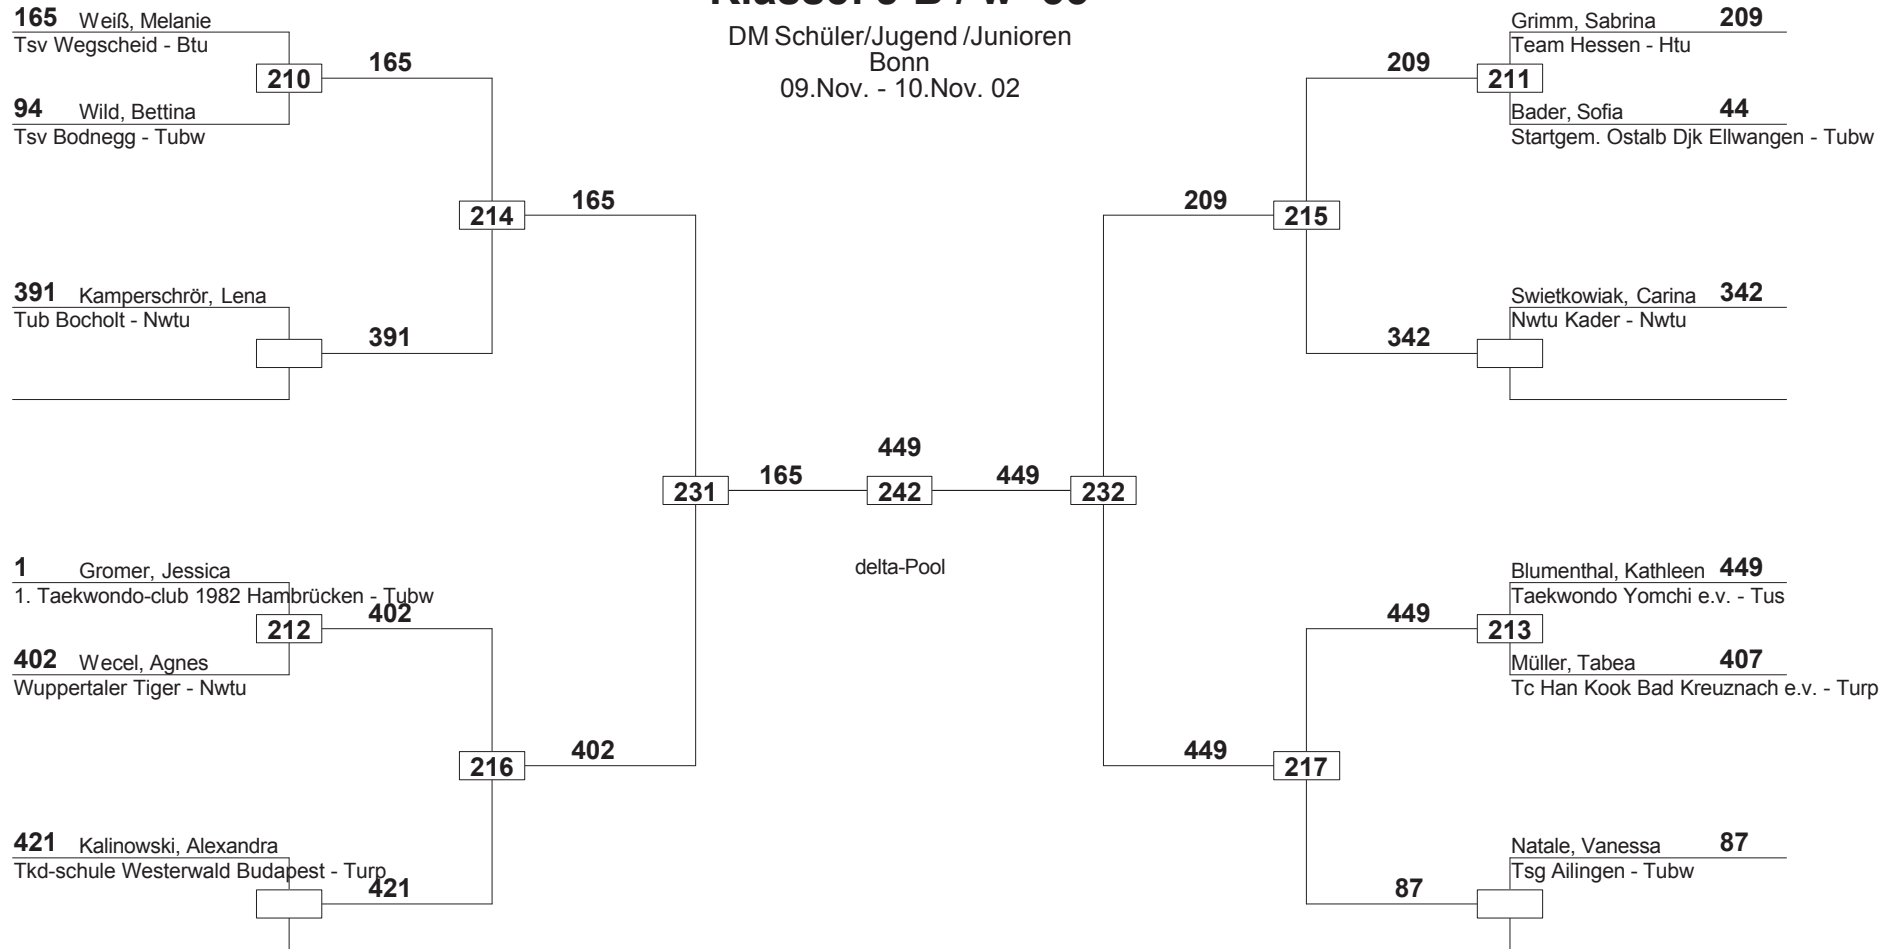 DM Schüler/Jugend /Junioren
Bonn
09.Nov. - 10.Nov. 02
165 Weiß, Melanie
Tsv Wegscheid - Btu
210
165
94 Wild, Bettina
Tsv Bodnegg - Tubw
214
165
391 Kamperschrör, Lena
Tub Bocholt - Nwtu
391
231
165
449
242
449
232
delta-Pool
1 Gromer, Jessica
1. Taekwondo-club 1982 Hambrücken - Tubw
212
402
402 Wecel, Agnes
Wuppertaler Tiger - Nwtu
216
402
421 Kalinowski, Alexandra
Tkd-schule Westerwald Budapest - Turp
421
Grimm, Sabrina 209
Team Hessen - Htu
209
211
Bader, Sofia 44
Startgem. Ostalb Djk Ellwangen - Tubw
209
215
Swietkowiak, Carina 342
Nwtu Kader - Nwtu
342
Blumenthal, Kathleen 449
Taekwondo Yomchi e.v. - Tus
449
213
Müller, Tabea 407
Tc Han Kook Bad Kreuznach e.v. - Turp
449
217
Natale, Vanessa 87
Tsg Ailingen - Tubw
87